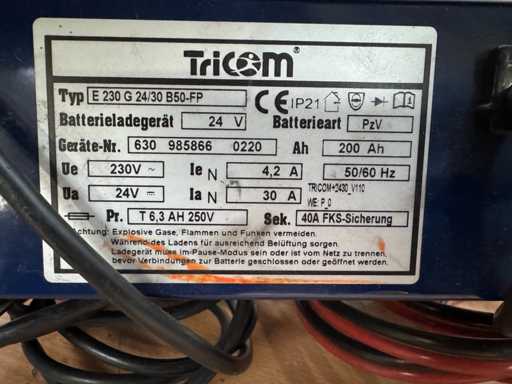 TRICOM®
Typ E 230 G 24/30 B50-FP CE IP21
Batterieladegerät 24 V Batterieart PzV
Geräte-Nr. 630 985866 0220 Ah 200 Ah
Ue 230V~ Ie N 4,2 A 50/60 Hz
Ua 24V⎓ Ia N 30 A TRICOM+2430_V110
WE: P_0
Pr. T 6,3 AH 250V Sek. 40A FKS-Sicherung
Achtung: Explosive Gase, Flammen und Funken vermeiden.
Während des Ladens für ausreichend Belüftung sorgen.
Ladegerät muss im-Pause-Modus sein oder ist vom Netz zu trennen,
bevor Verbindungen zur Batterie geschlossen oder geöffnet werden.